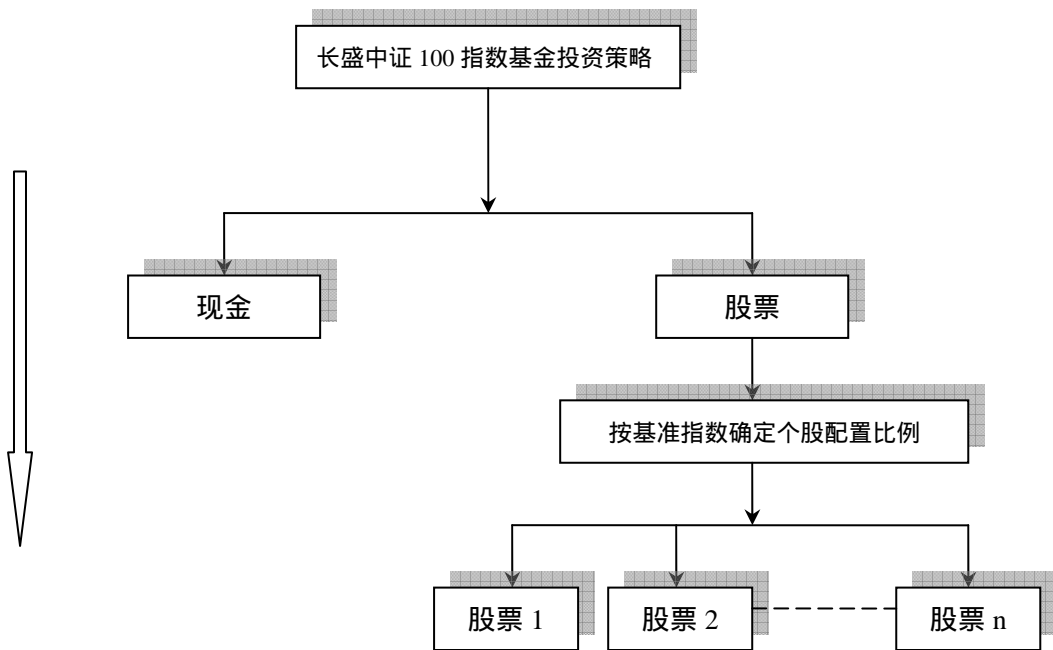 长盛中证 100 指数基金投资策略
现金
股票
按基准指数确定个股配置比例
股票 1
股票 2
股票 n